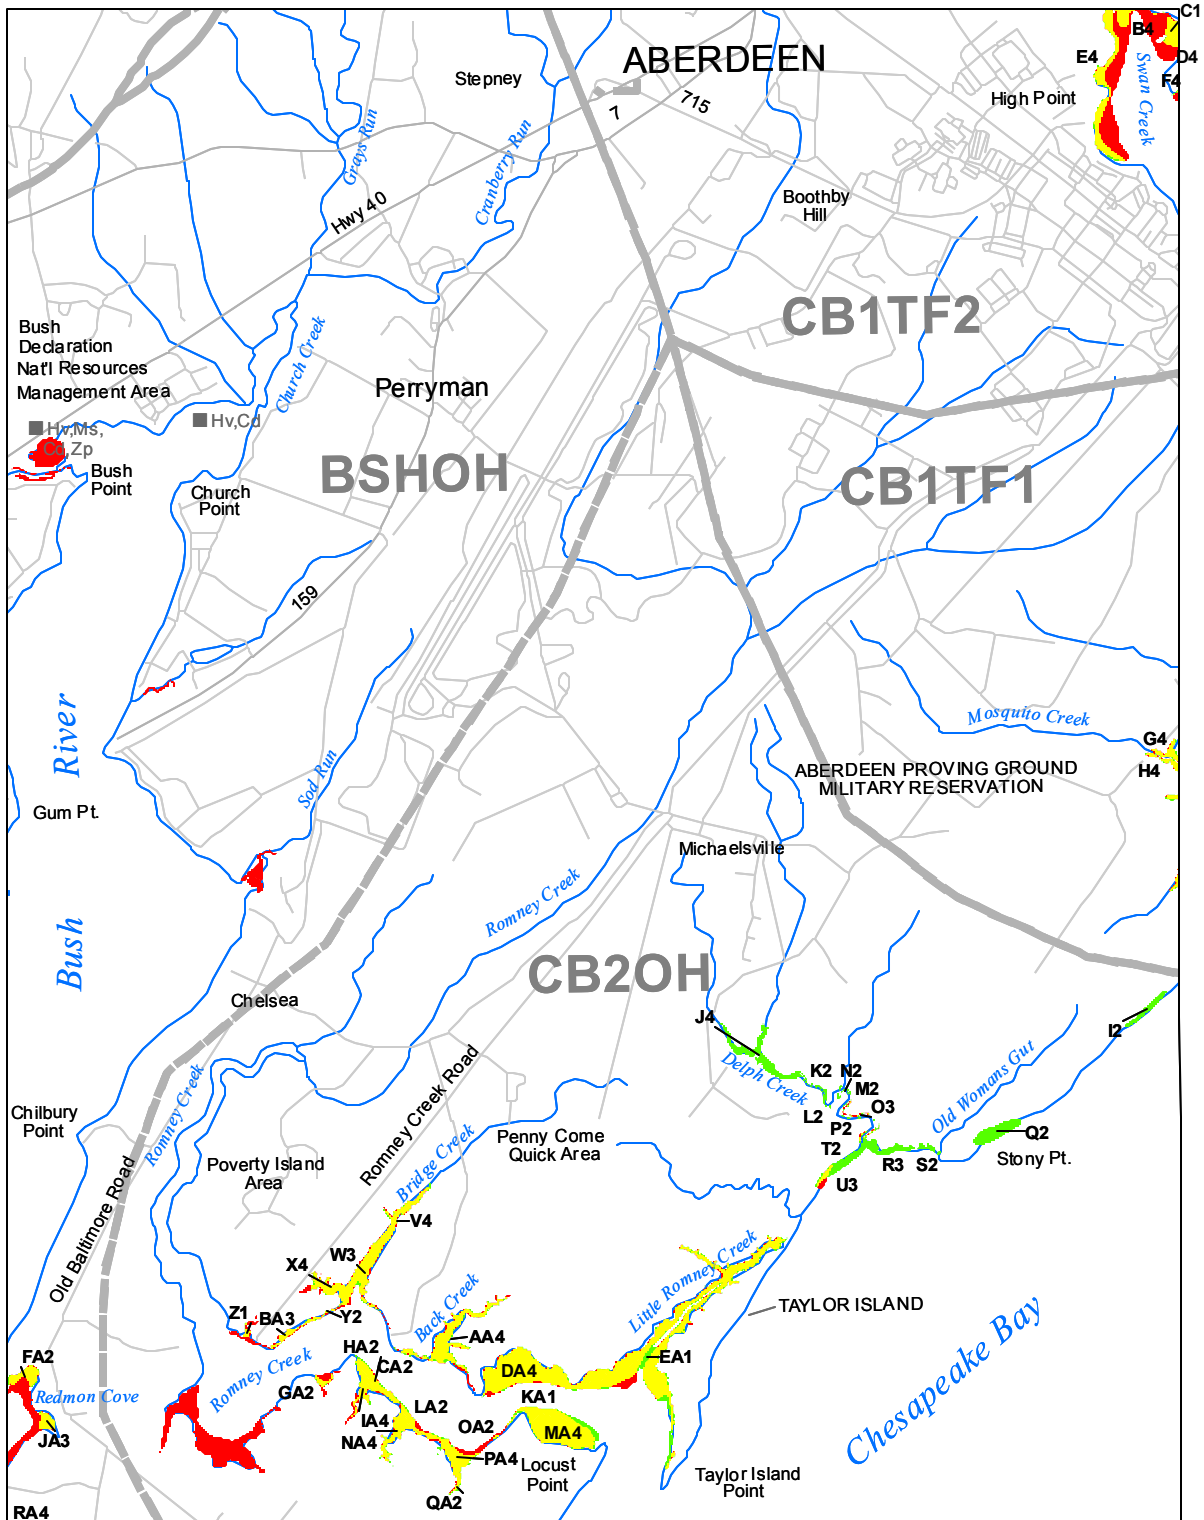 C1
B4
ABERDEEN
E4
D4
Stepney
Swan Creek
F4
High Point
715
7
Grays Run
Cranberry Run
Boothby
Hill
Hwy 40
CB1TF2
Bush
Declaration
Nat'l Resources
Management Area
Church Creek
Perryman
Hv,Cd
Hv,Ms,
Cd,Zp
BSHOH
Bush
Point
CB1TF1
Church
Point
159
Bush River
Mosquito Creek
G4
H4
Sod Run
ABERDEEN PROVING GROUND
MILITARY RESERVATION
Gum Pt.
Michaelsville
Romney Creek
CB2OH
Chelsea
J4
I2
Delph Creek
K2
N2
M2
Old Womans Gut
Romney Creek
Romney Creek Road
Chilbury
Point
L2
O3
P2
Q2
T2
Penny Come
Quick Area
Bridge Creek
Stony Pt.
R3
S2
Poverty Island
Area
U3
Old Baltimore Road
V4
W3
X4
Little Romney Creek
Back Creek
TAYLOR ISLAND
Z1
BA3
Y2
AA4
HA2
CA2
EA1
FA2
Romney Creek
DA4
Chesapeake Bay
Redmon Cove
GA2
KA1
LA2
IA4
OA2
MA4
JA3
NA4
PA4
Locust
Point
Taylor Island
Point
QA2
RA4